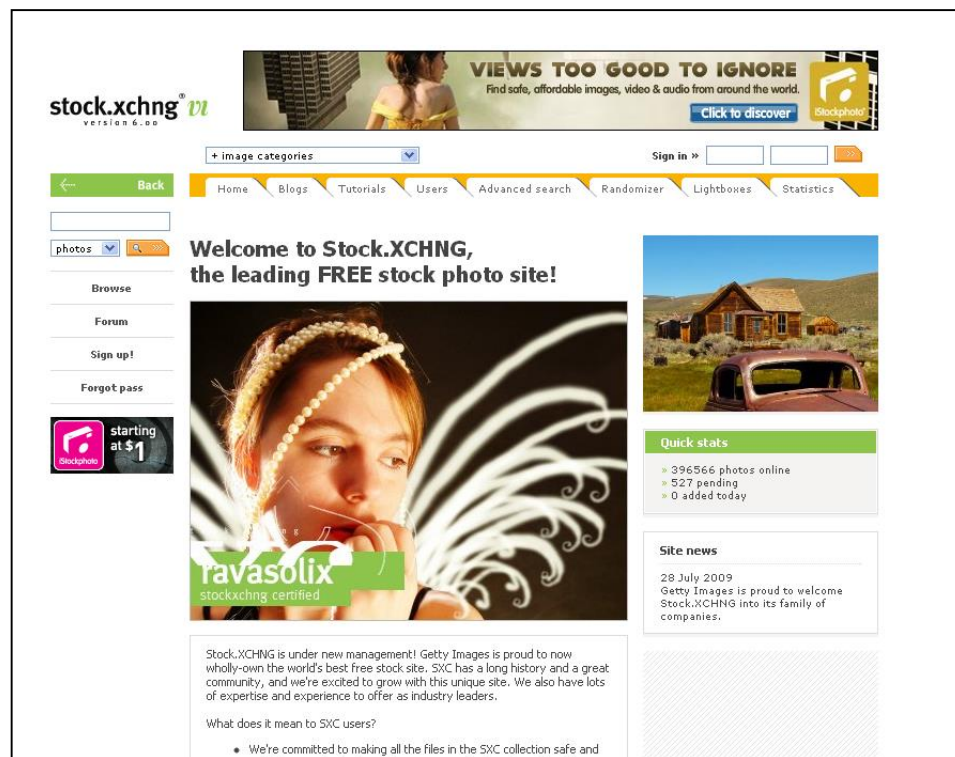 VIEWS TOO GOOD TO IGNORE
Find safe, affordable images, video & audio from around the world.
Click to discover
iStockphoto®
stock.xchng® vi
version 6.00
+ image categories
Sign in »
Back
Home
Blogs
Tutorials
Users
Advanced search
Randomizer
Lightboxes
Statistics
photos
Browse
Forum
Sign up!
Forgot pass
iStockphoto
starting
at $1
Welcome to Stock.XCHNG,
the leading FREE stock photo site!
ravasolix
stockxchng certified
Quick stats
» 396566 photos online
» 527 pending
» 0 added today
Site news
28 July 2009
Getty Images is proud to welcome
Stock.XCHNG into its family of
companies.
Stock.XCHNG is under new management! Getty Images is proud to now
wholly-own the world's best free stock site. SXC has a long history and a great
community, and we're excited to grow with this unique site. We also have lots
of expertise and experience to offer as industry leaders.
What does it mean to SXC users?
• We're committed to making all the files in the SXC collection safe and